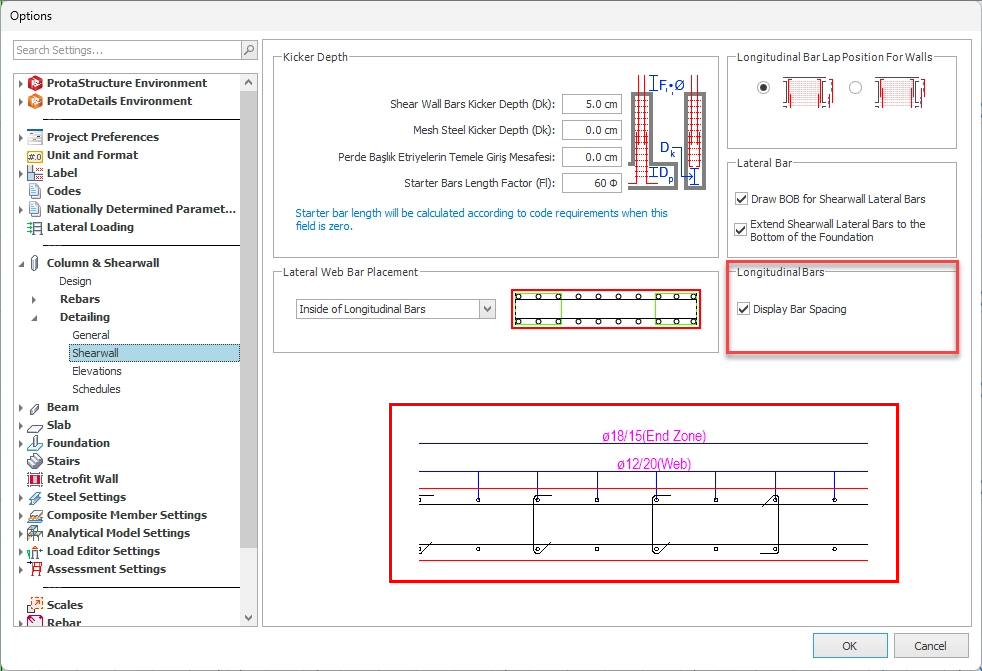 Options
Search Settings...
ProtaStructure Environment
ProtaDetails Environment
Project Preferences
Unit and Format
Label
Codes
Nationally Determined Paramet...
Lateral Loading
Column & Shearwall
Design
Rebars
Detailing
General
Shearwall
Elevations
Schedules
Beam
Slab
Foundation
Stairs
Retrofit Wall
Steel Settings
Composite Member Settings
Analytical Model Settings
Load Editor Settings
Assessment Settings
Scales
Rebar
Kicker Depth
Shear Wall Bars Kicker Depth (Dk): 5.0 cm
Mesh Steel Kicker Depth (Dk): 0.0 cm
Perde Başlık Etriyelerin Temele Giriş Mesafesi: 0.0 cm
Starter Bars Length Factor (Fl): 60 Φ
Starter bar length will be calculated according to code requirements when this
field is zero.
Dk
Dp
Lateral Web Bar Placement
Inside of Longitudinal Bars
Longitudinal Bar Lap Position For Walls
Lateral Bar
Draw BOB for Shearwall Lateral Bars
Extend Shearwall Lateral Bars to the
Bottom of the Foundation
Longitudinal Bars
Display Bar Spacing
ø18/15(End Zone)
ø12/20(Web)
OK
Cancel